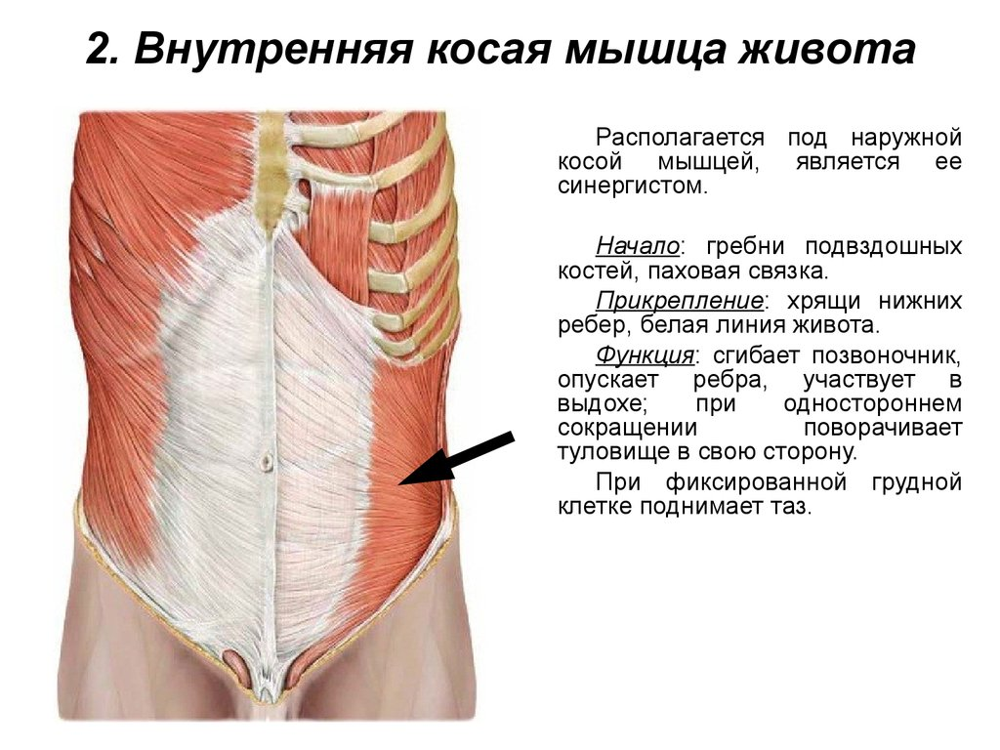 2. Внутренняя косая мышца живота
Располагается под наружной
косой мышцей, является ее
синергистом.
Начало: гребни подвздошных
костей, паховая связка.
Прикрепление: хрящи нижних
ребер, белая линия живота.
Функция: сгибает позвоночник,
опускает ребра, участвует в
выдохе; при одностороннем
сокращении поворачивает
туловище в свою сторону.
При фиксированной грудной
клетке поднимает таз.